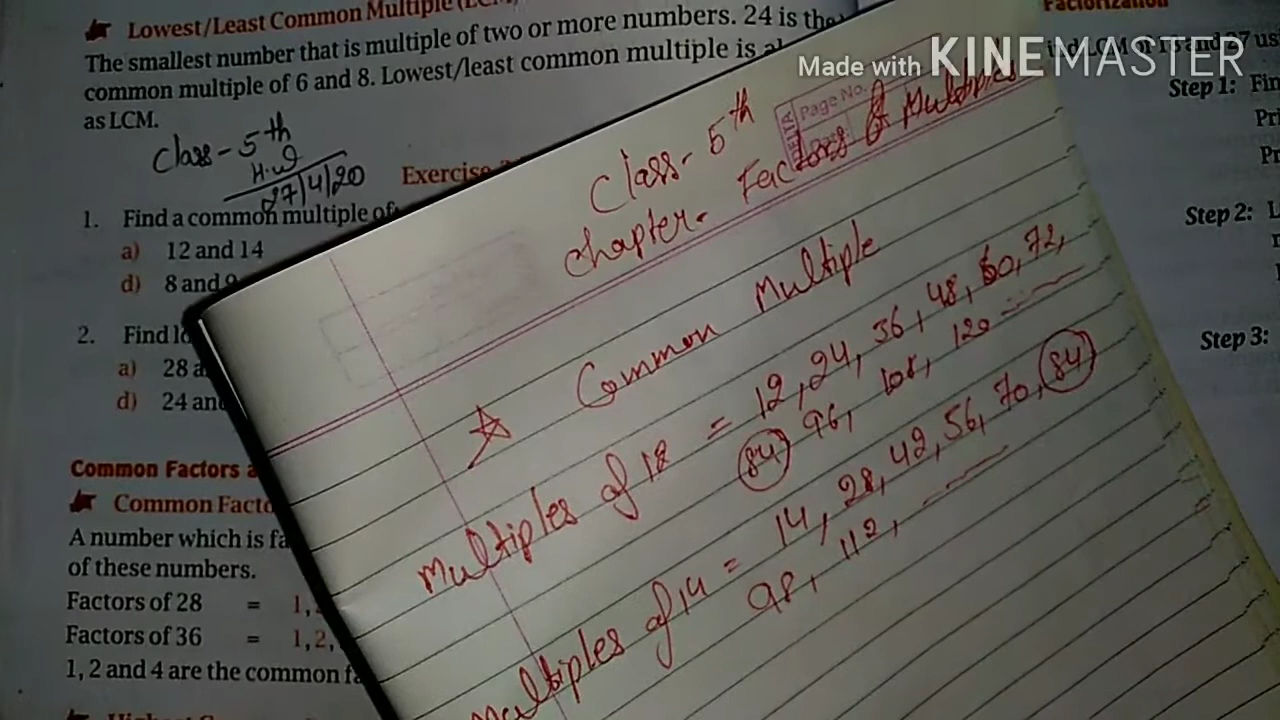 Lowest/Least Common Multiple (LCM)
The smallest number that is multiple of two or more numbers. 24 is the
common multiple of 6 and 8. Lowest/least common multiple is al
as LCM.
Class - 5th
H.W
27/4/20
Exercise
1. Find a common multiple of
a) 12 and 14
d) 8 and 9
2. Find lo
a) 28 a
d) 24 and
Common Factors a
Common Facto
A number which is fa
of these numbers.
Factors of 28 = 1,
Factors of 36 = 1, 2,
1, 2 and 4 are the common fa
DELTA
Page No.
Class - 5th
Chapter - Factors & Multiples
Common Multiple
Multiples of 12 = 12, 24, 36, 48, 60, 72,
84 96, 108, 120 -----
Multiples of 14 = 14, 28, 42, 56, 70, 84
98, 112, -----
Made with KINEMASTER
Factorization
Step 1: Fin
Pri
Pr
Step 2: L
Step 3: